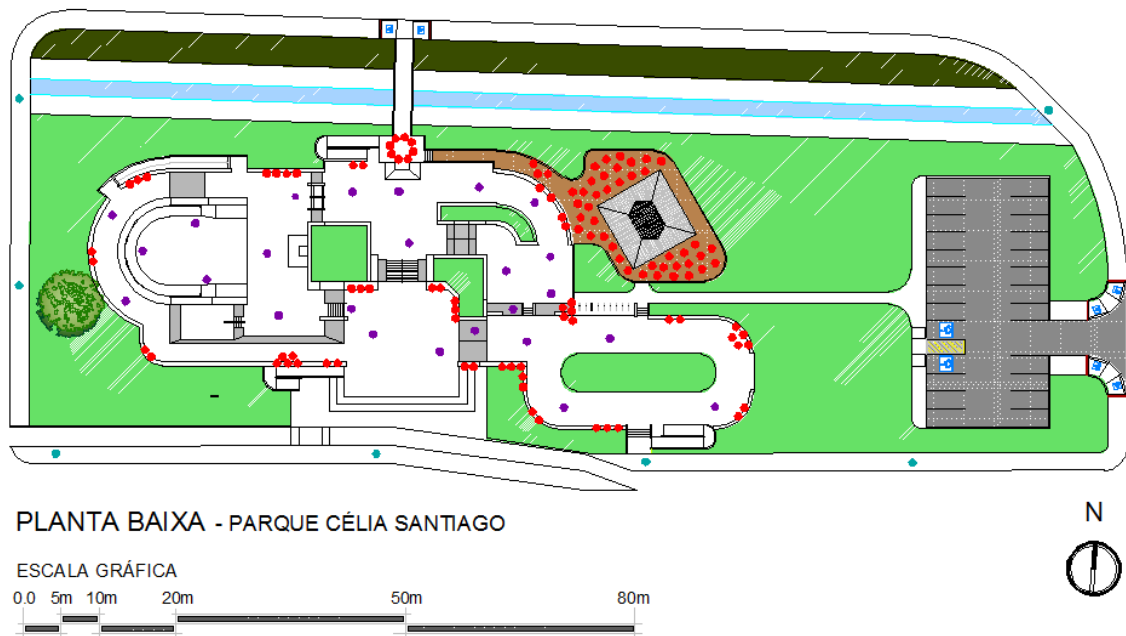 PLANTA BAIXA - PARQUE CÉLIA SANTIAGO
N
ESCALA GRÁFICA
0.0 5m 10m 20m 50m 80m